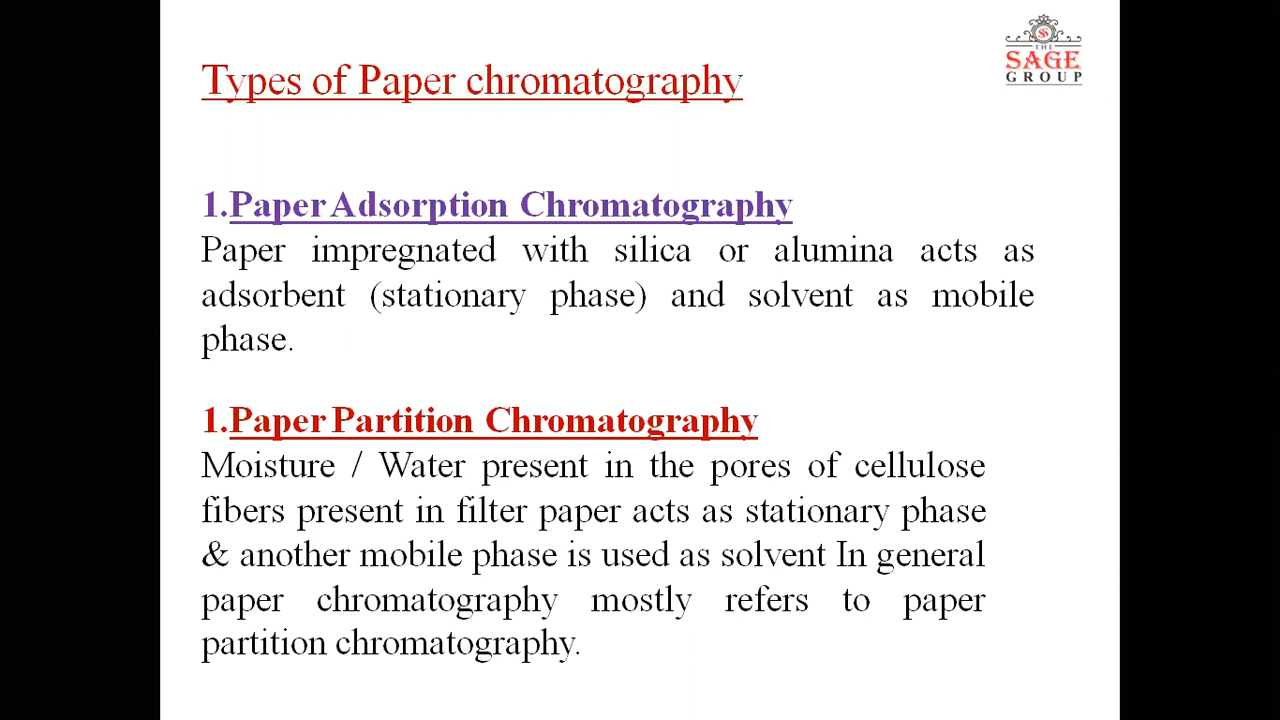 THE
SAGE
GROUP
Types of Paper chromatography
1.Paper Adsorption Chromatography
Paper impregnated with silica or alumina acts as
adsorbent (stationary phase) and solvent as mobile
phase.
1.Paper Partition Chromatography
Moisture / Water present in the pores of cellulose
fibers present in filter paper acts as stationary phase
& another mobile phase is used as solvent In general
paper chromatography mostly refers to paper
partition chromatography.